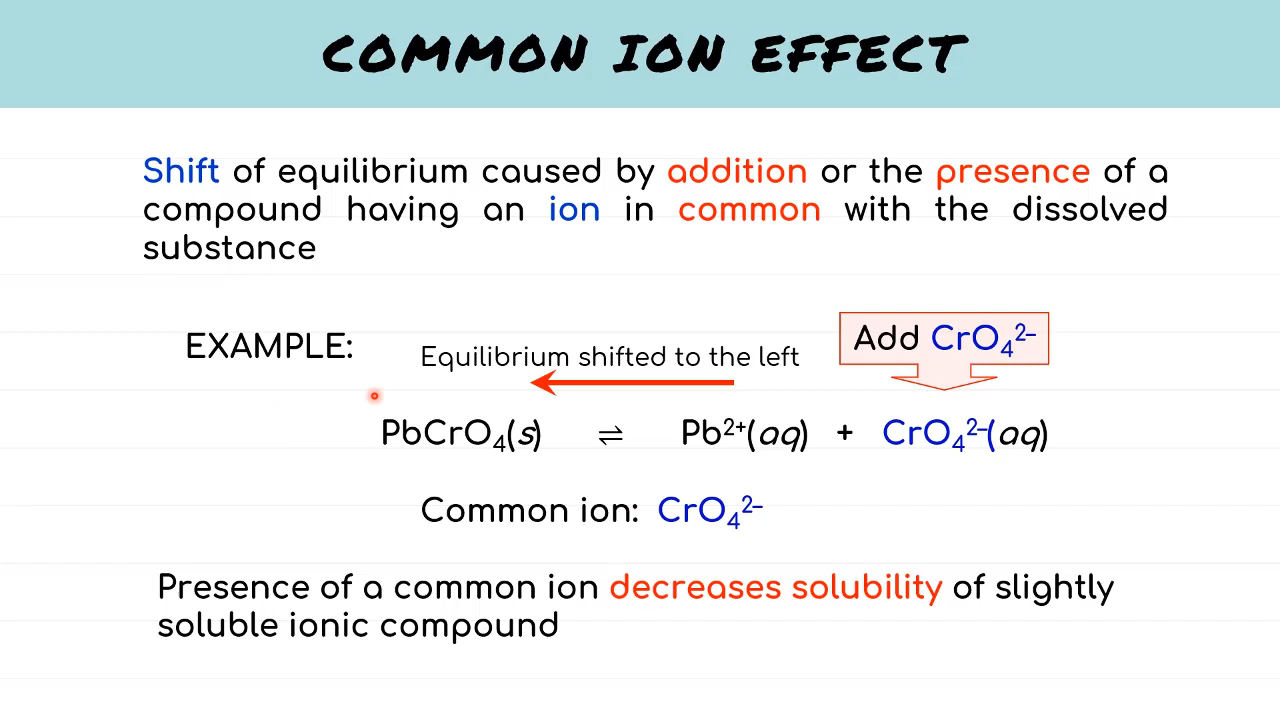 COMMON ION EFFECT
Shift of equilibrium caused by addition or the presence of a
compound having an ion in common with the dissolved
substance
EXAMPLE:
Add CrO₄²⁻
Equilibrium shifted to the left
PbCrO₄(s) ⇌ Pb²⁺(aq) + CrO₄²⁻(aq)
Common ion: CrO₄²⁻
Presence of a common ion decreases solubility of slightly
soluble ionic compound